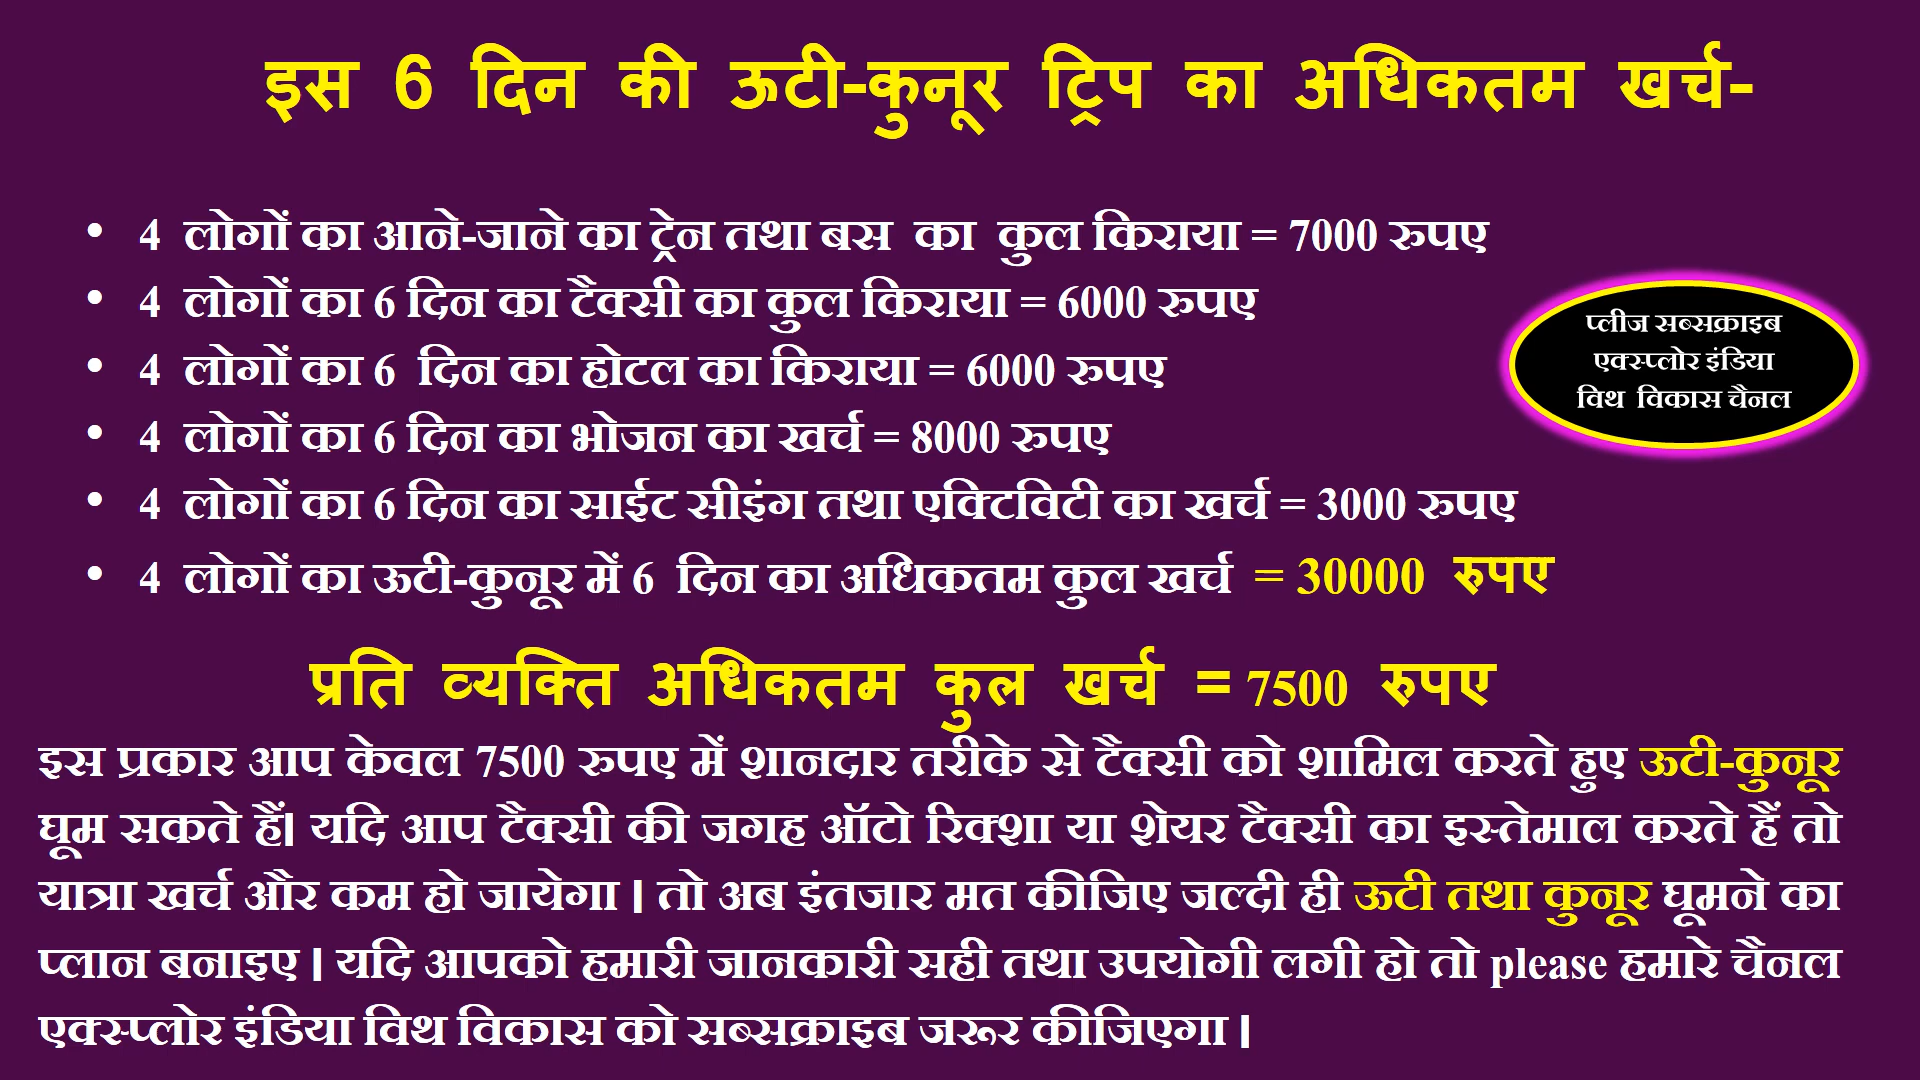 इस 6 दिन की ऊटी-कुनूर ट्रिप का अधिकतम खर्च-
• 4 लोगों का आने-जाने का ट्रेन तथा बस का कुल किराया = 7000 रुपए
• 4 लोगों का 6 दिन का टैक्सी का कुल किराया = 6000 रुपए
• 4 लोगों का 6 दिन का होटल का किराया = 6000 रुपए
• 4 लोगों का 6 दिन का भोजन का खर्च = 8000 रुपए
• 4 लोगों का 6 दिन का साईट सीइंग तथा एक्टिविटी का खर्च = 3000 रुपए
• 4 लोगों का ऊटी-कुनूर में 6 दिन का अधिकतम कुल खर्च = 30000 रुपए
प्लीज सब्सक्राइब
एक्स्प्लोर इंडिया
विथ विकास चैनल
प्रति व्यक्ति अधिकतम कुल खर्च = 7500 रुपए
इस प्रकार आप केवल 7500 रुपए में शानदार तरीके से टैक्सी को शामिल करते हुए ऊटी-कुनूर
घूम सकते हैं। यदि आप टैक्सी की जगह ऑटो रिक्शा या शेयर टैक्सी का इस्तेमाल करते हैं तो
यात्रा खर्च और कम हो जायेगा । तो अब इंतजार मत कीजिए जल्दी ही ऊटी तथा कुनूर घूमने का
प्लान बनाइए । यदि आपको हमारी जानकारी सही तथा उपयोगी लगी हो तो please हमारे चैनल
एक्स्प्लोर इंडिया विथ विकास को सब्सक्राइब जरूर कीजिएगा ।